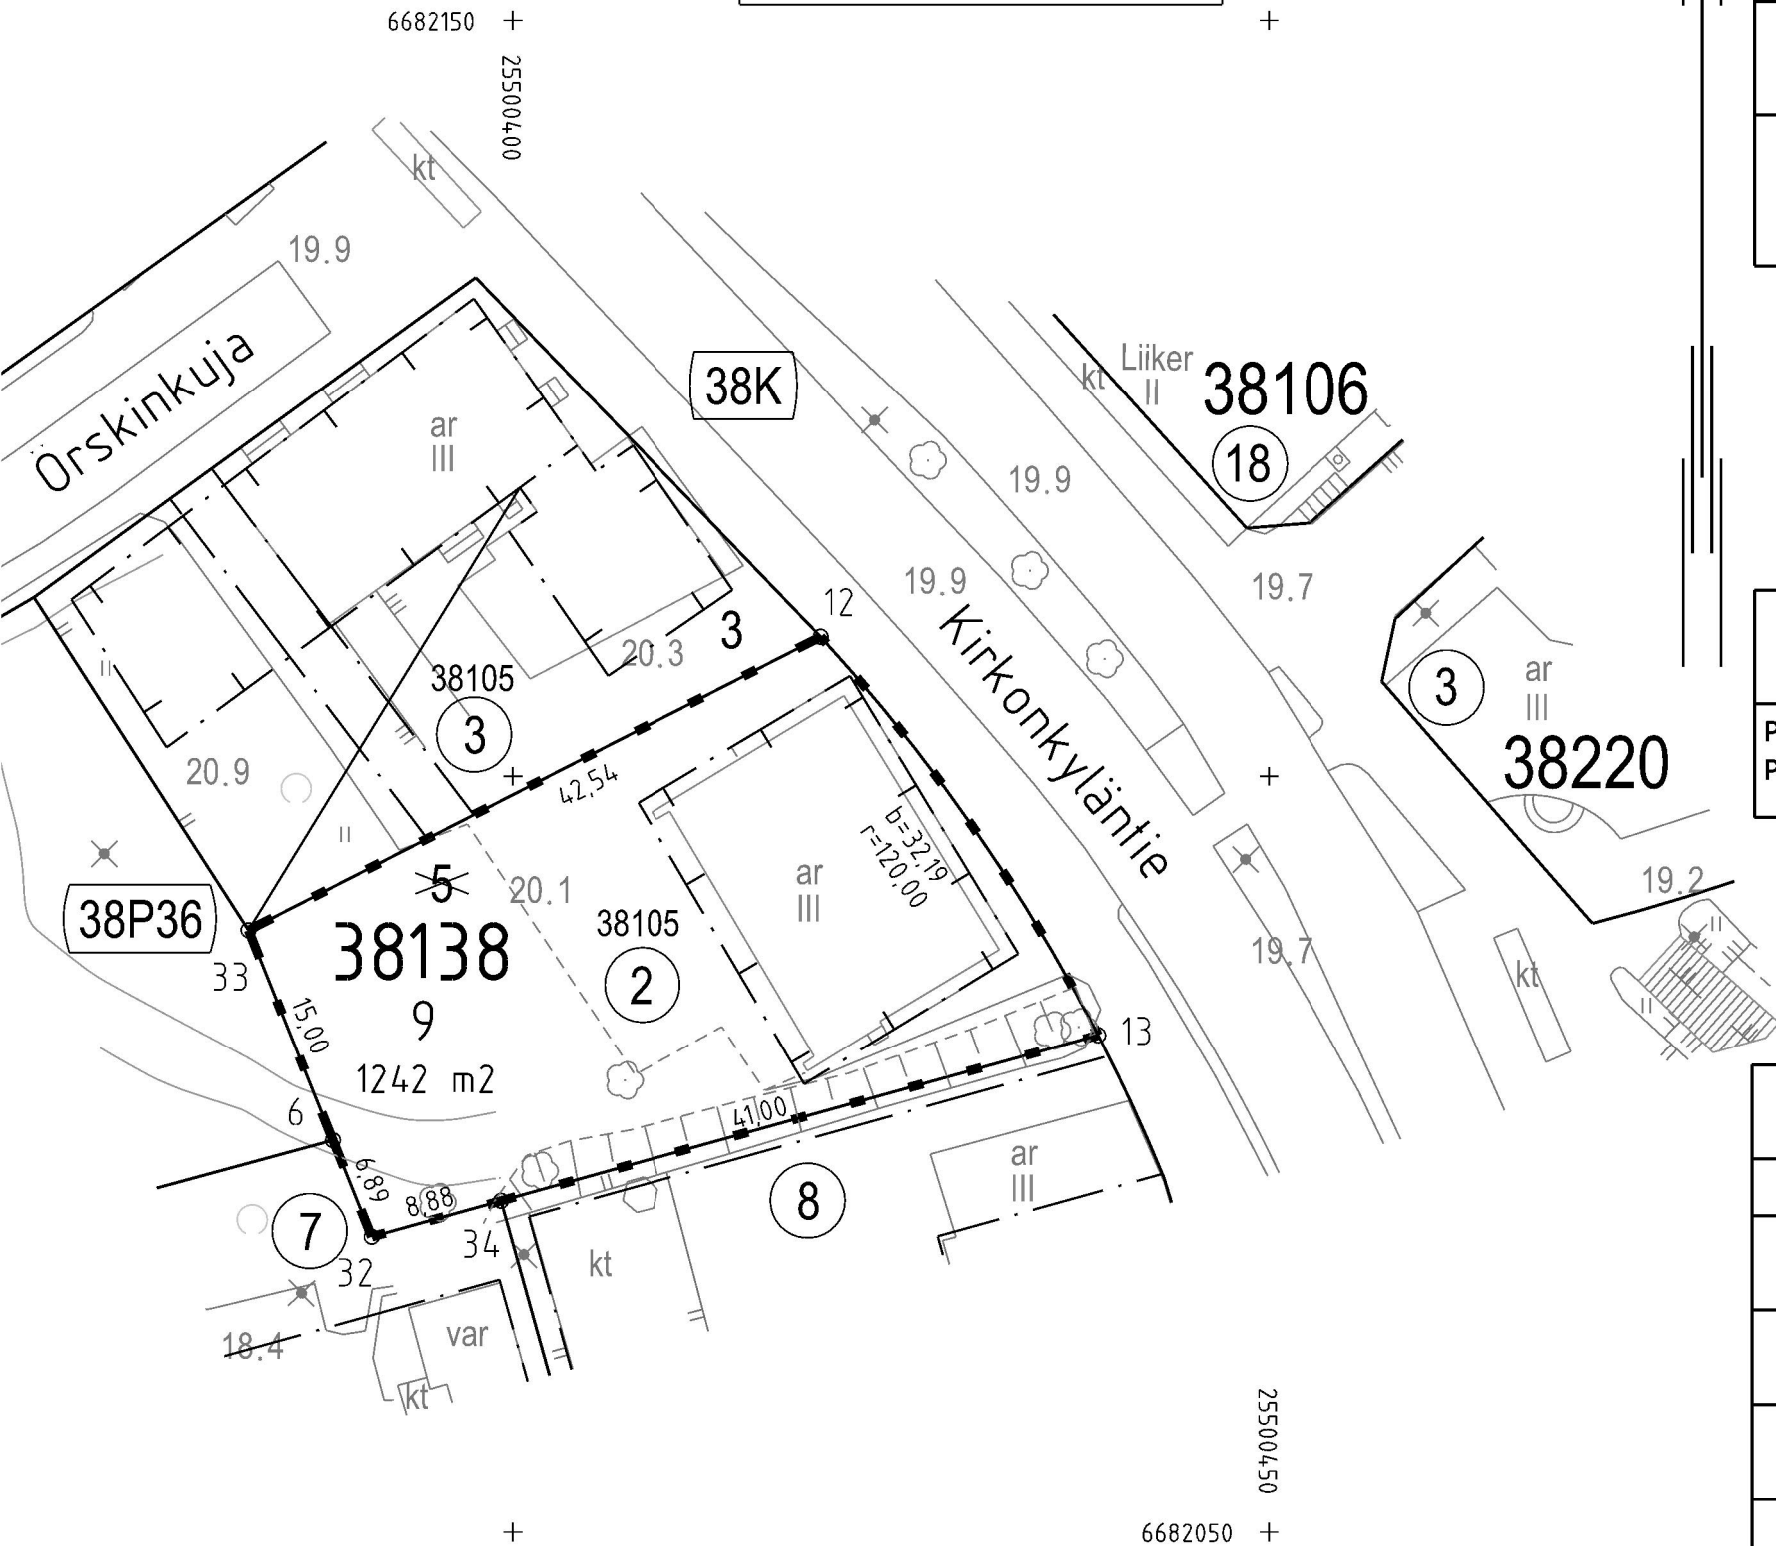 6682150
25500400
kt
19.9
Örskinkuja
38K
Liiker
II
kt
38106
18
ar
III
19.9
19.9
19.7
12
3
20.3
38105
3
Kirkonkyläntie
ar
III
3
38220
P
P
II
20.9
II
42,54
b=32,19
r=120,00
5
20.1
ar
III
19.2
38P36
38138
38105
2
33
9
15,00
1242 m2
19.7
kt
II
II
13
6
41,00
6,89
8,88
7
32
34
8
ar
III
kt
18.4
var
kt
25500450
6682050